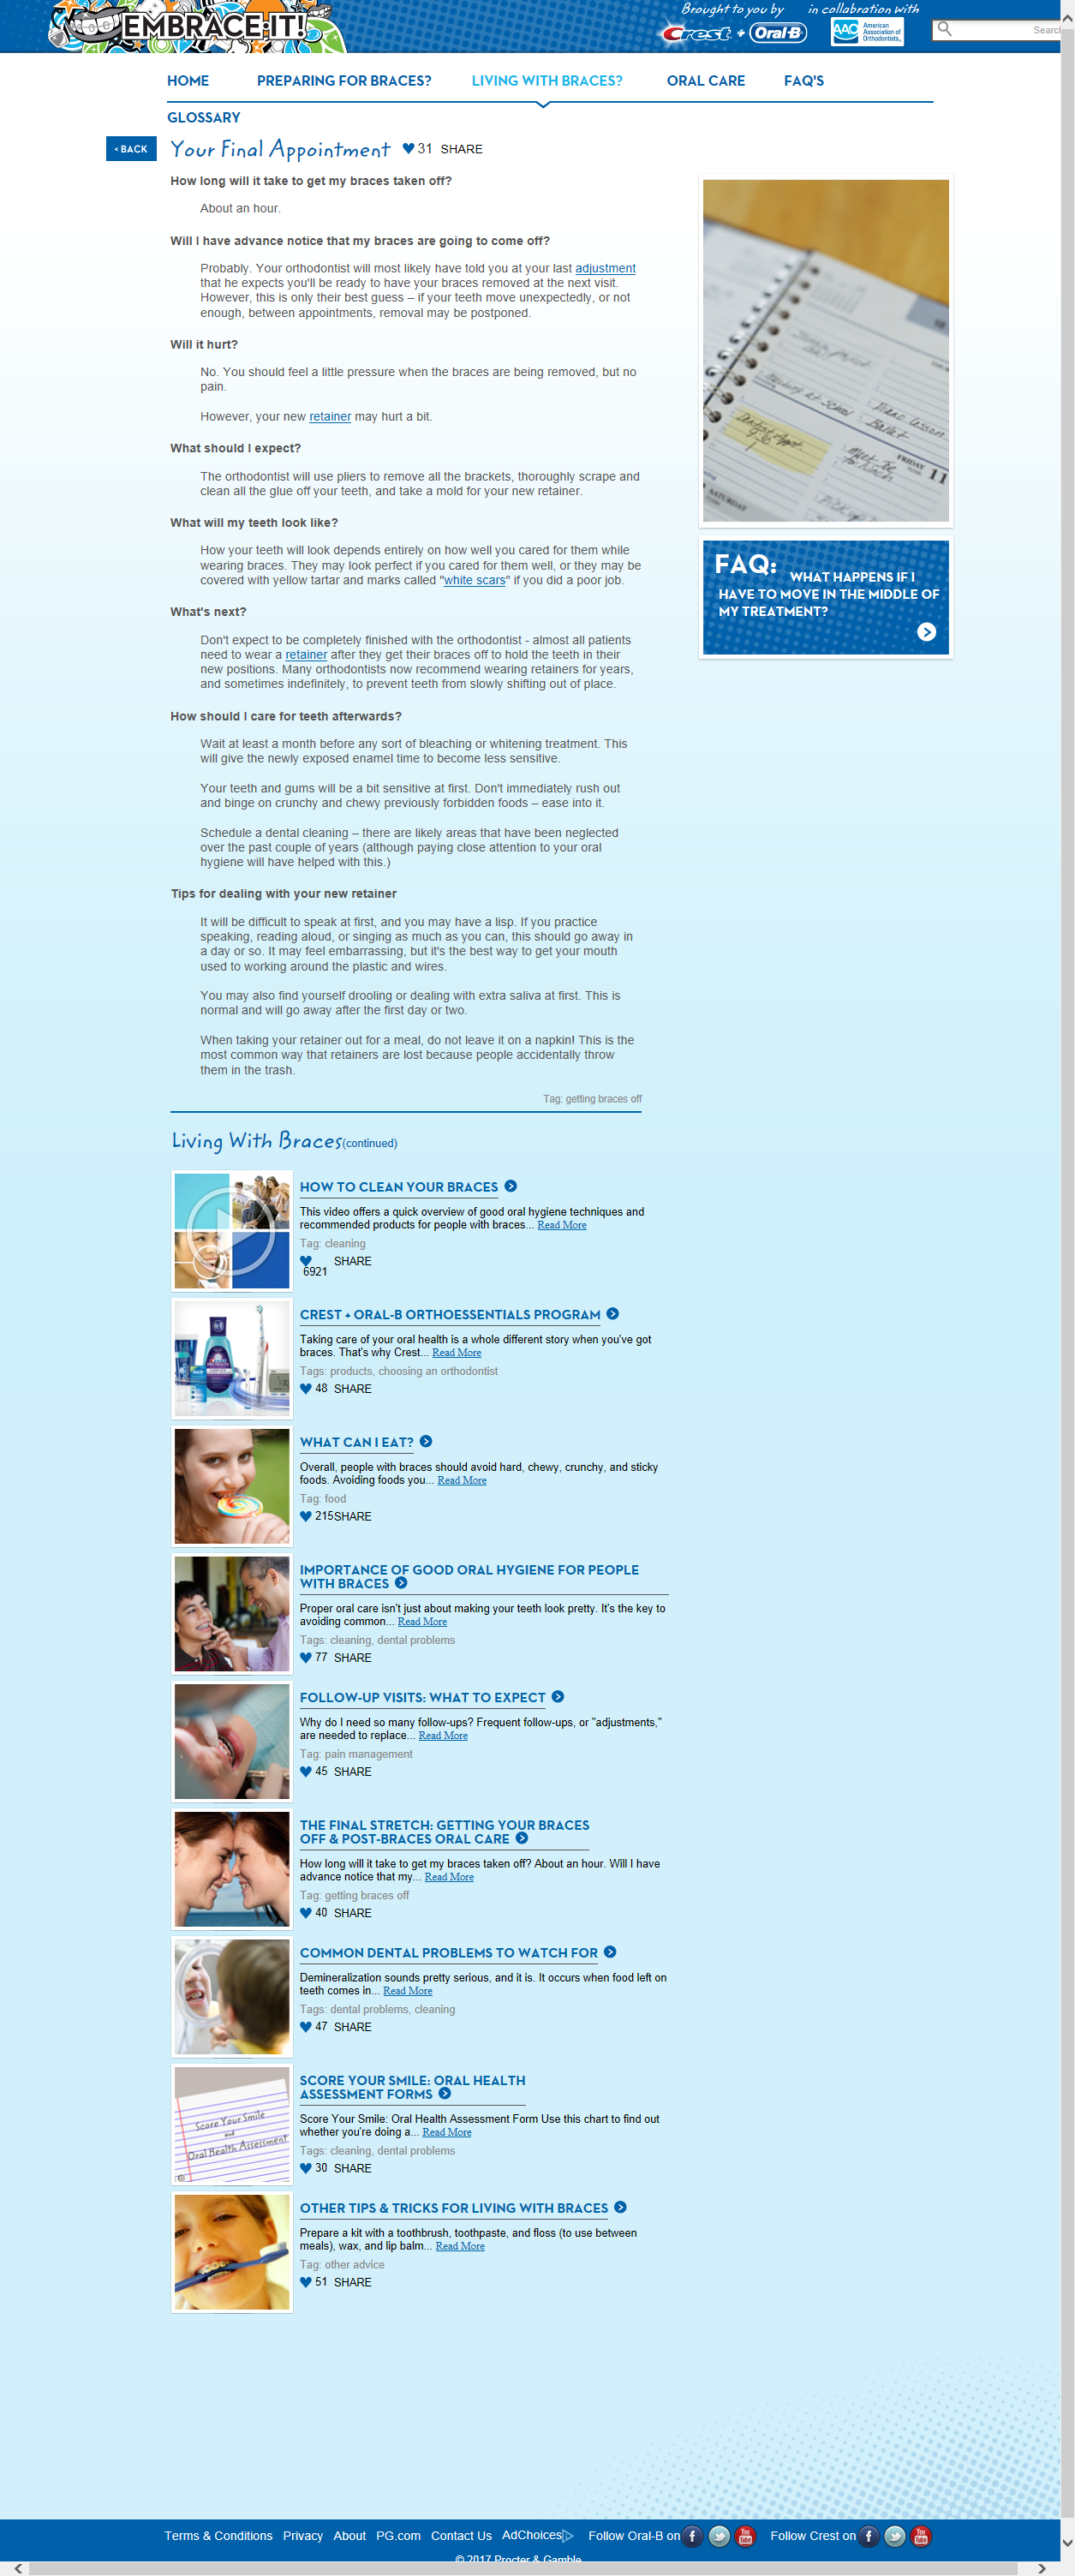 EMBRACE IT!
Brought to you by
in collabration with
Crest + Oral-B
AAO American
Association of
Orthodontists
Search
HOME
PREPARING FOR BRACES?
LIVING WITH BRACES?
ORAL CARE
FAQ'S
GLOSSARY
< BACK
Your Final Appointment
31 SHARE
How long will it take to get my braces taken off?
About an hour.
Will I have advance notice that my braces are going to come off?
Probably. Your orthodontist will most likely have told you at your last adjustment
that he expects you'll be ready to have your braces removed at the next visit.
However, this is only their best guess – if your teeth move unexpectedly, or not
enough, between appointments, removal may be postponed.
Will it hurt?
No. You should feel a little pressure when the braces are being removed, but no
pain.
However, your new retainer may hurt a bit.
What should I expect?
The orthodontist will use pliers to remove all the brackets, thoroughly scrape and
clean all the glue off your teeth, and take a mold for your new retainer.
What will my teeth look like?
How your teeth will look depends entirely on how well you cared for them while
wearing braces. They may look perfect if you cared for them well, or they may be
covered with yellow tartar and marks called "white scars" if you did a poor job.
What's next?
Don't expect to be completely finished with the orthodontist - almost all patients
need to wear a retainer after they get their braces off to hold the teeth in their
new positions. Many orthodontists now recommend wearing retainers for years,
and sometimes indefinitely, to prevent teeth from slowly shifting out of place.
How should I care for teeth afterwards?
Wait at least a month before any sort of bleaching or whitening treatment. This
will give the newly exposed enamel time to become less sensitive.
Your teeth and gums will be a bit sensitive at first. Don't immediately rush out
and binge on crunchy and chewy previously forbidden foods – ease into it.
Schedule a dental cleaning – there are likely areas that have been neglected
over the past couple of years (although paying close attention to your oral
hygiene will have helped with this.)
Tips for dealing with your new retainer
It will be difficult to speak at first, and you may have a lisp. If you practice
speaking, reading aloud, or singing as much as you can, this should go away in
a day or so. It may feel embarrassing, but it's the best way to get your mouth
used to working around the plastic and wires.
You may also find yourself drooling or dealing with extra saliva at first. This is
normal and will go away after the first day or two.
When taking your retainer out for a meal, do not leave it on a napkin! This is the
most common way that retainers are lost because people accidentally throw
them in the trash.
Tag: getting braces off
Meeting at School
Piano Lesson
Ballet
Dentist Appt.
FRIDAY 11
SATURDAY
FAQ: WHAT HAPPENS IF I
HAVE TO MOVE IN THE MIDDLE OF
MY TREATMENT?
Living With Braces(continued)
HOW TO CLEAN YOUR BRACES
This video offers a quick overview of good oral hygiene techniques and
recommended products for people with braces... Read More
Tag: cleaning
SHARE
6921
CREST + ORAL-B ORTHOESSENTIALS PROGRAM
Taking care of your oral health is a whole different story when you've got
braces. That's why Crest... Read More
Tags: products, choosing an orthodontist
48 SHARE
WHAT CAN I EAT?
Overall, people with braces should avoid hard, chewy, crunchy, and sticky
foods. Avoiding foods you... Read More
Tag: food
215SHARE
IMPORTANCE OF GOOD ORAL HYGIENE FOR PEOPLE
WITH BRACES
Proper oral care isn't just about making your teeth look pretty. It's the key to
avoiding common... Read More
Tags: cleaning, dental problems
77 SHARE
FOLLOW-UP VISITS: WHAT TO EXPECT
Why do I need so many follow-ups? Frequent follow-ups, or "adjustments,"
are needed to replace... Read More
Tag: pain management
45 SHARE
THE FINAL STRETCH: GETTING YOUR BRACES
OFF & POST-BRACES ORAL CARE
How long will it take to get my braces taken off? About an hour. Will I have
advance notice that my... Read More
Tag: getting braces off
40 SHARE
COMMON DENTAL PROBLEMS TO WATCH FOR
Demineralization sounds pretty serious, and it is. It occurs when food left on
teeth comes in... Read More
Tags: dental problems, cleaning
47 SHARE
Score Your Smile
and
Oral Health Assessment
SCORE YOUR SMILE: ORAL HEALTH
ASSESSMENT FORMS
Score Your Smile: Oral Health Assessment Form Use this chart to find out
whether you're doing a... Read More
Tags: cleaning, dental problems
30 SHARE
OTHER TIPS & TRICKS FOR LIVING WITH BRACES
Prepare a kit with a toothbrush, toothpaste, and floss (to use between
meals), wax, and lip balm... Read More
Tag: other advice
51 SHARE
Terms & Conditions Privacy About PG.com Contact Us AdChoices Follow Oral-B on Follow Crest on
© 2017 Procter & Gamble